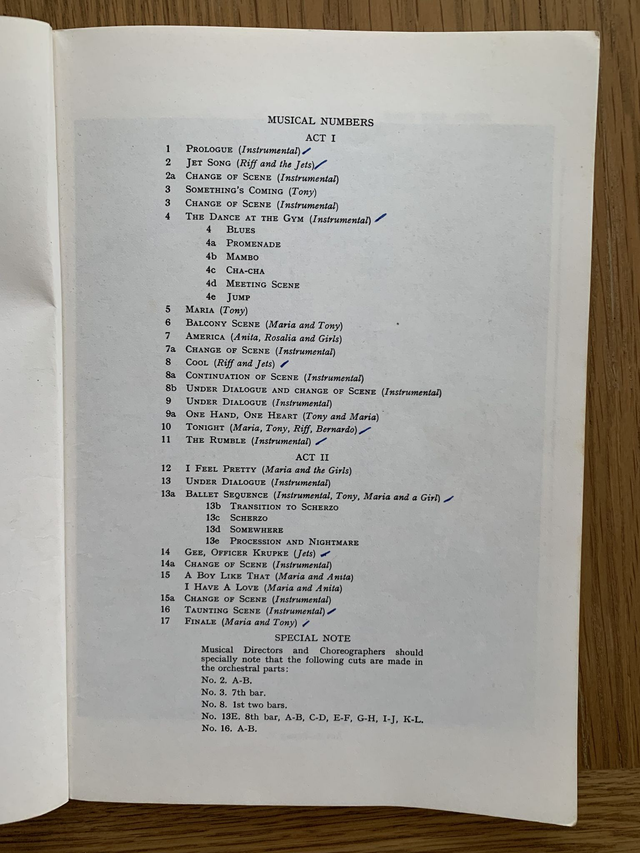 MUSICAL NUMBERS
ACT I
1 PROLOGUE (Instrumental)
2 JET SONG (Riff and the Jets)
2a CHANGE OF SCENE (Instrumental)
3 SOMETHING'S COMING (Tony)
3 CHANGE OF SCENE (Instrumental)
4 THE DANCE AT THE GYM (Instrumental)
4 BLUES
4a PROMENADE
4b MAMBO
4c CHA-CHA
4d MEETING SCENE
4e JUMP
5 MARIA (Tony)
6 BALCONY SCENE (Maria and Tony)
7 AMERICA (Anita, Rosalia and Girls)
7a CHANGE OF SCENE (Instrumental)
8 COOL (Riff and Jets)
8a CONTINUATION OF SCENE (Instrumental)
8b UNDER DIALOGUE AND CHANGE OF SCENE (Instrumental)
9 UNDER DIALOGUE (Instrumental)
9a ONE HAND, ONE HEART (Tony and Maria)
10 TONIGHT (Maria, Tony, Riff, Bernardo)
11 THE RUMBLE (Instrumental)
ACT II
12 I FEEL PRETTY (Maria and the Girls)
13 UNDER DIALOGUE (Instrumental)
13a BALLET SEQUENCE (Instrumental, Tony, Maria and a Girl)
13b TRANSITION TO SCHERZO
13c SCHERZO
13d SOMEWHERE
13e PROCESSION AND NIGHTMARE
14 GEE, OFFICER KRUPKE (Jets)
14a CHANGE OF SCENE (Instrumental)
15 A BOY LIKE THAT (Maria and Anita)
I HAVE A LOVE (Maria and Anita)
15a CHANGE OF SCENE (Instrumental)
16 TAUNTING SCENE (Instrumental)
17 FINALE (Maria and Tony)
SPECIAL NOTE
Musical Directors and Choreographers should
specially note that the following cuts are made in
the orchestral parts:
No. 2. A-B.
No. 3. 7th bar.
No. 8. 1st two bars.
No. 13E. 8th bar, A-B, C-D, E-F, G-H, I-J, K-L.
No. 16. A-B.